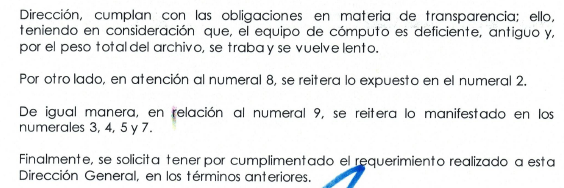 Dirección, cumplan con las obligaciones en materia de transparencia; ello,
teniendo en consideración que, el equipo de cómputo es deficiente, antiguo y,
por el peso total del archivo, se traba y se vuelve lento.
Por otro lado, en atención al numeral 8, se reitera lo expuesto en el numeral 2.
De igual manera, en relación al numeral 9, se reitera lo manifestado en los
numerales 3, 4, 5 y 7.
Finalmente, se solicita tener por cumplimentado el requerimiento realizado a esta
Dirección General, en los términos anteriores.